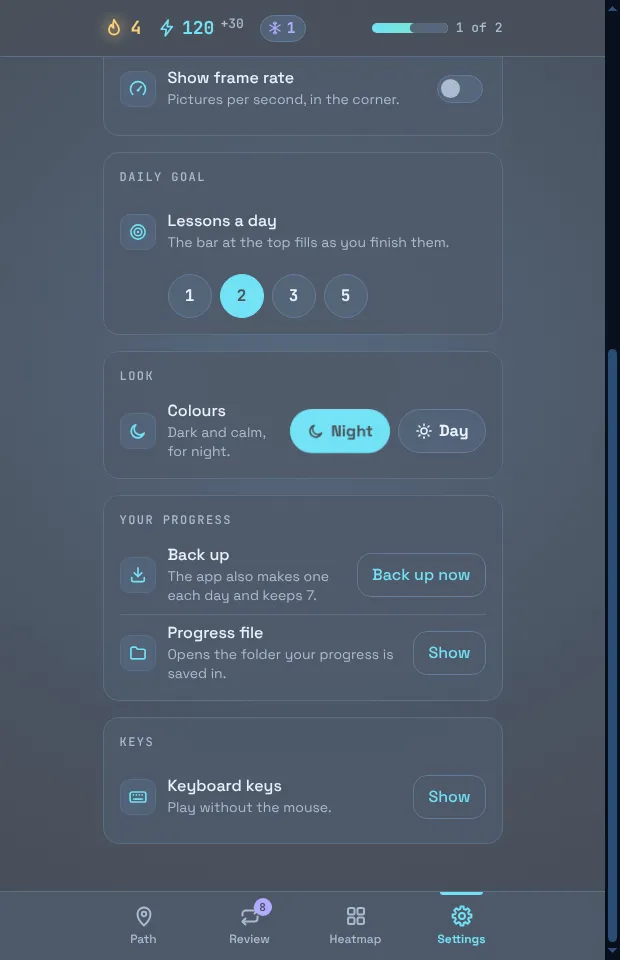 4 120 +30 1 1 of 2
Show frame rate
Pictures per second, in the corner.
DAILY GOAL
Lessons a day
The bar at the top fills as you finish them.
1 2 3 5
LOOK
Colours
Dark and calm,
for night.
Night Day
YOUR PROGRESS
Back up
The app also makes one
each day and keeps 7.
Back up now
Progress file
Opens the folder your progress is
saved in.
Show
KEYS
Keyboard keys
Play without the mouse.
Show
8
Path Review Heatmap Settings